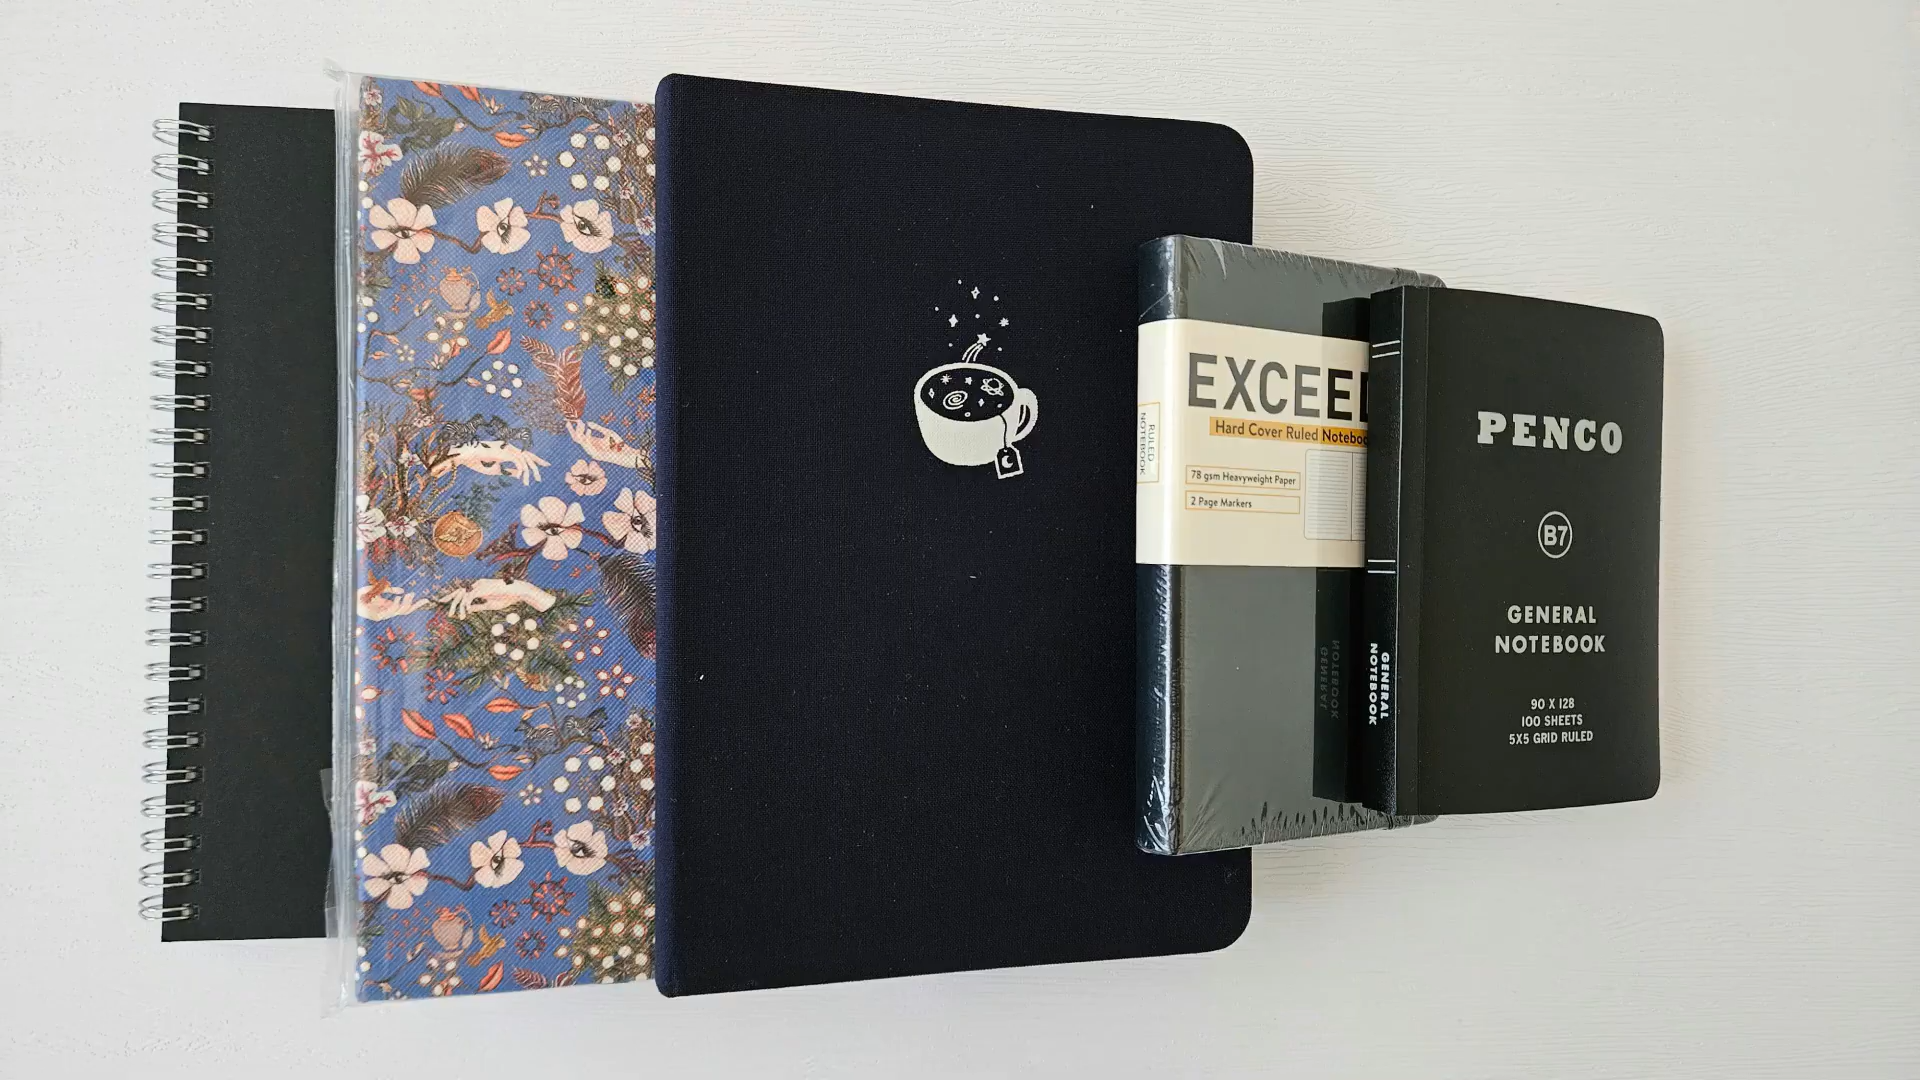 EXCEED
Hard Cover Ruled Notebook
78 gsm Heavyweight Paper
2 Page Markers
RULED
NOTEBOOK
GENERAL
NOTEBOOK
PENCO
B7
GENERAL
NOTEBOOK
90 X 128
100 SHEETS
5X5 GRID RULED